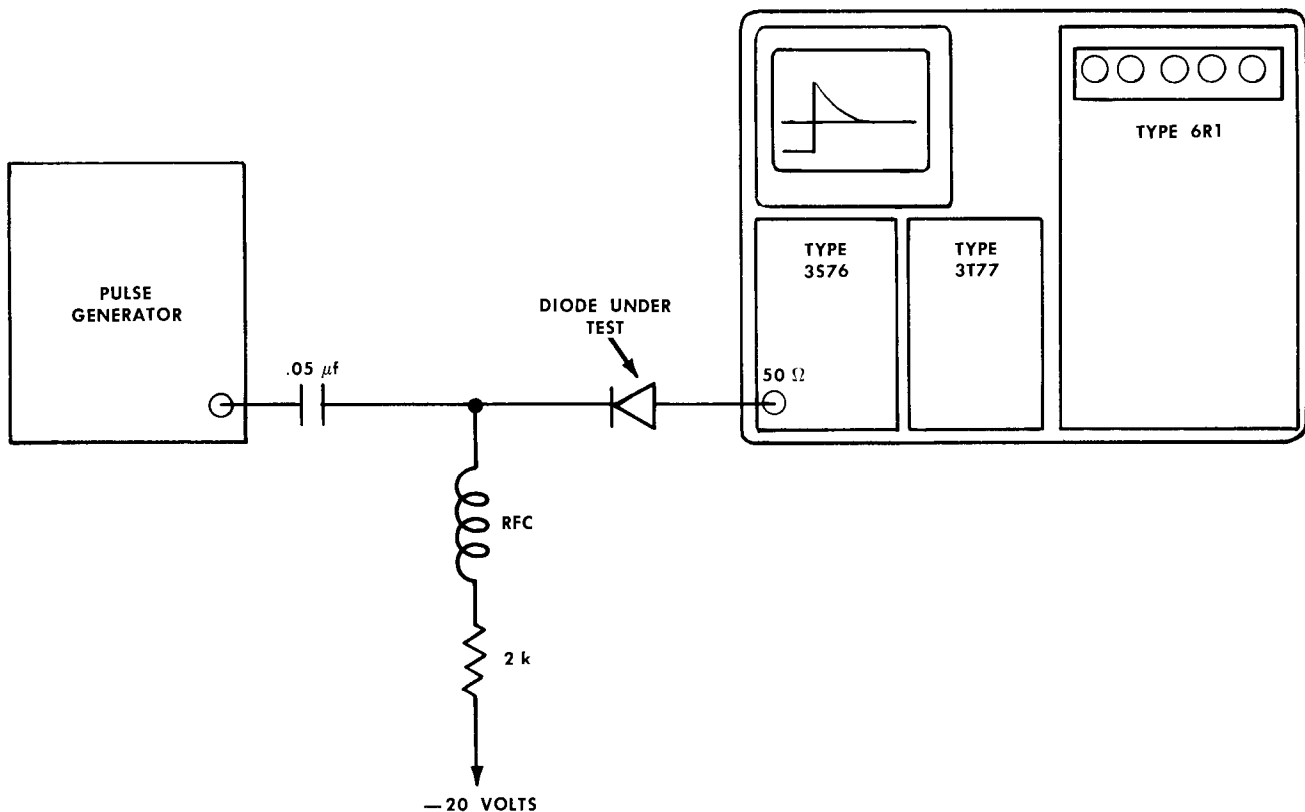 TYPE 6R1
PULSE
GENERATOR
TYPE
3S76
TYPE
3T77
DIODE UNDER
TEST
.05 µf
50 Ω
RFC
2 k
—20 VOLTS